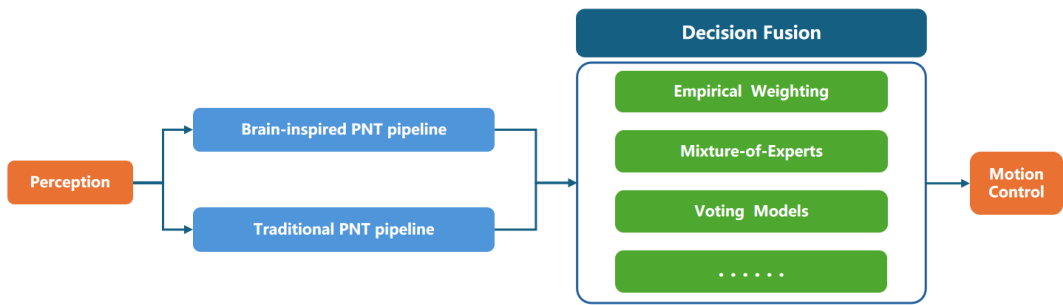 Decision Fusion
Empirical Weighting
Brain-inspired PNT pipeline
Mixture-of-Experts
Perception
Motion
Control
Voting Models
Traditional PNT pipeline
......